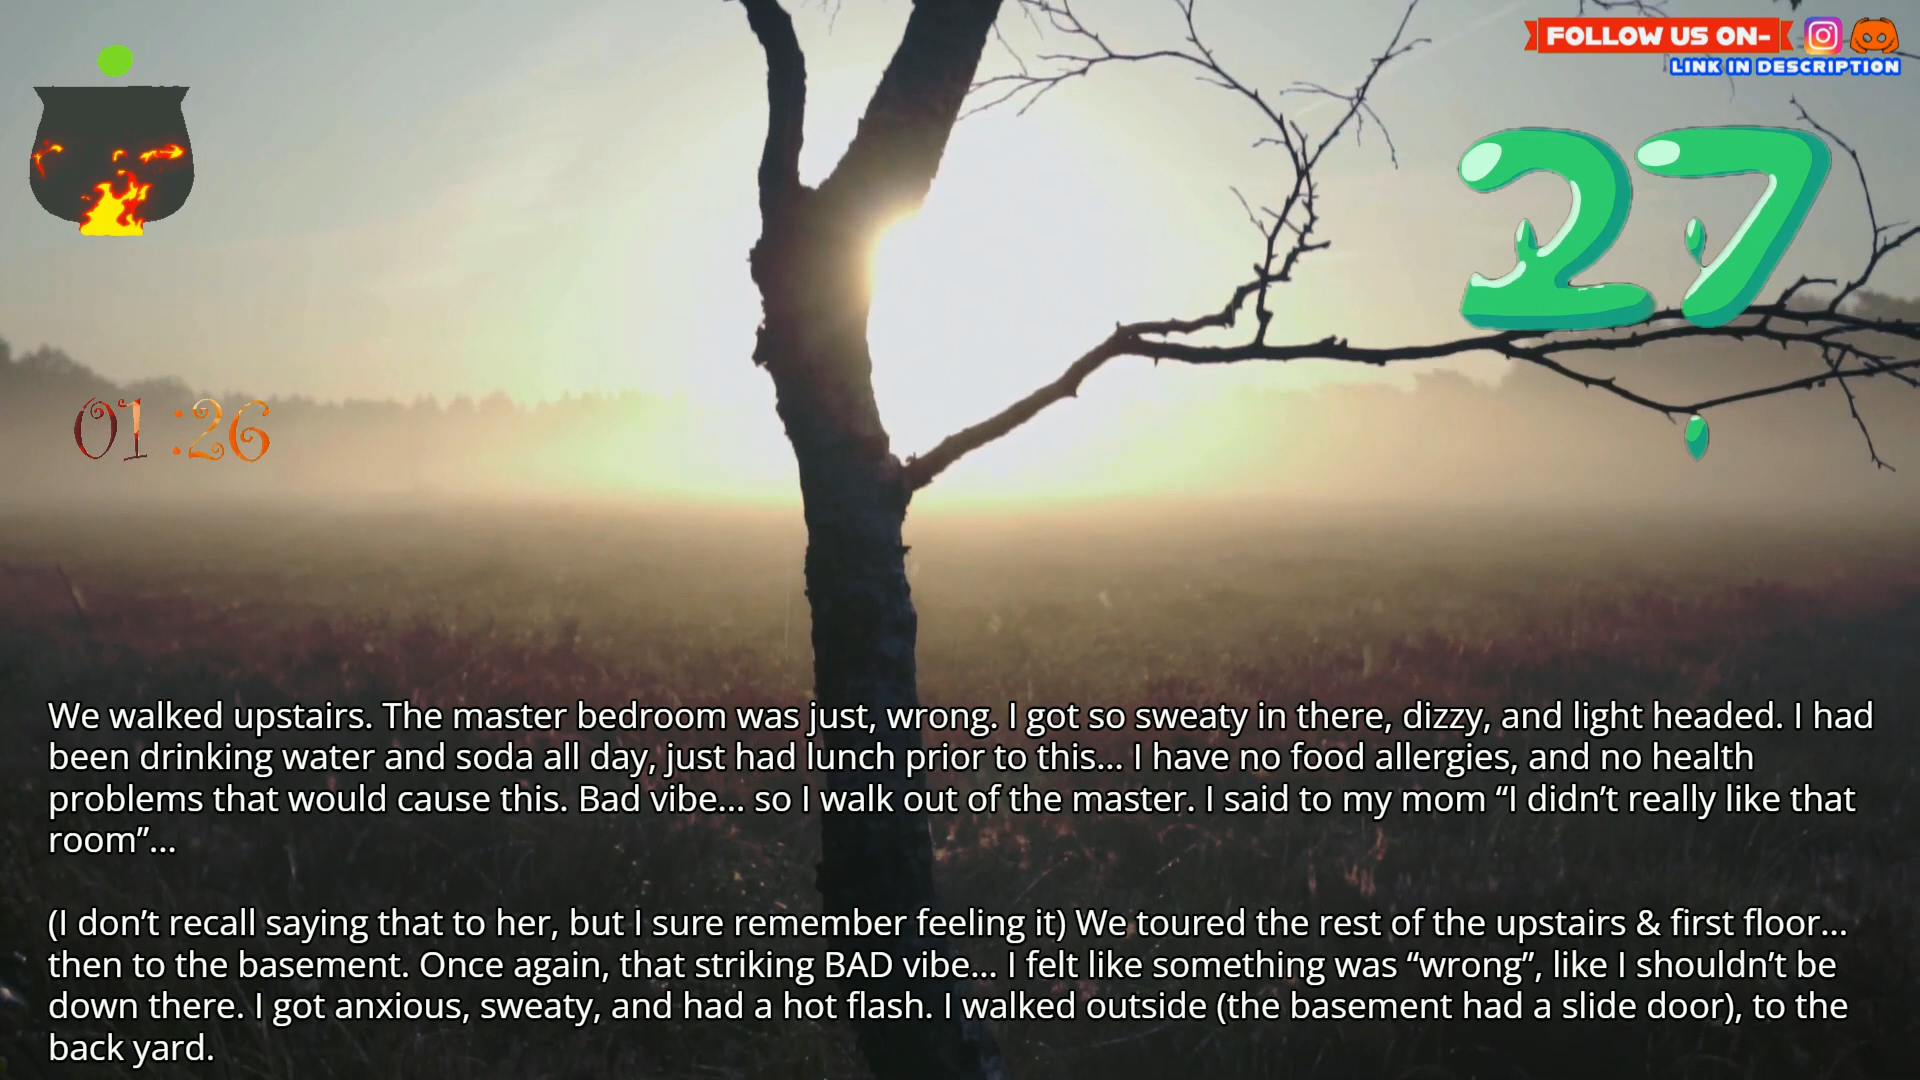 FOLLOW US ON-
LINK IN DESCRIPTION
27
01:26
We walked upstairs. The master bedroom was just, wrong. I got so sweaty in there, dizzy, and light headed. I had
been drinking water and soda all day, just had lunch prior to this... I have no food allergies, and no health
problems that would cause this. Bad vibe... so I walk out of the master. I said to my mom “I didn’t really like that
room”...
(I don’t recall saying that to her, but I sure remember feeling it) We toured the rest of the upstairs & first floor...
then to the basement. Once again, that striking BAD vibe... I felt like something was “wrong”, like I shouldn’t be
down there. I got anxious, sweaty, and had a hot flash. I walked outside (the basement had a slide door), to the
back yard.